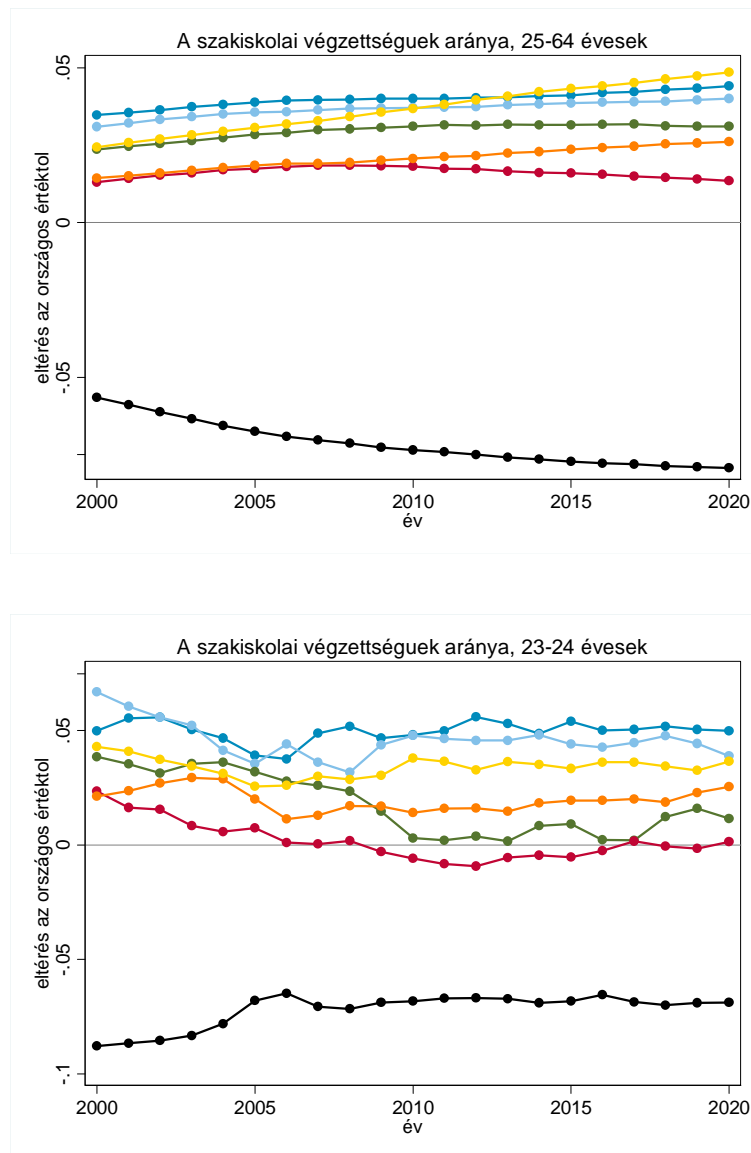 A szakiskolai végzettséguek aránya, 25-64 évesek
.05
0
-.05
eltérés az országos értéktol
2000 2005 2010 2015 2020
év
A szakiskolai végzettséguek aránya, 23-24 évesek
.05
0
-.05
-.1
eltérés az országos értéktol
2000 2005 2010 2015 2020
év